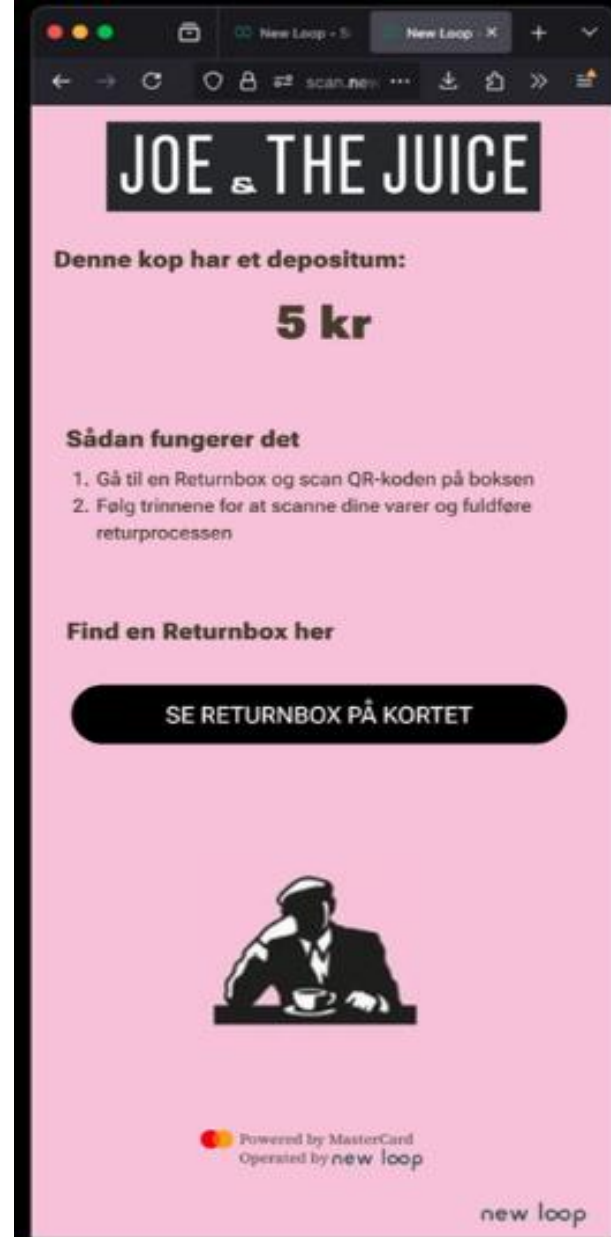 New Loop - S
New Loop
scan.new
JOE & THE JUICE
Denne kop har et depositum:
5 kr
Sådan fungerer det
1. Gå til en Returnbox og scan QR-koden på boksen
2. Følg trinnene for at scanne dine varer og fuldføre
returprocessen
Find en Returnbox her
SE RETURNBOX PÅ KORTET
Powered by MasterCard
Operated by new loop
new loop